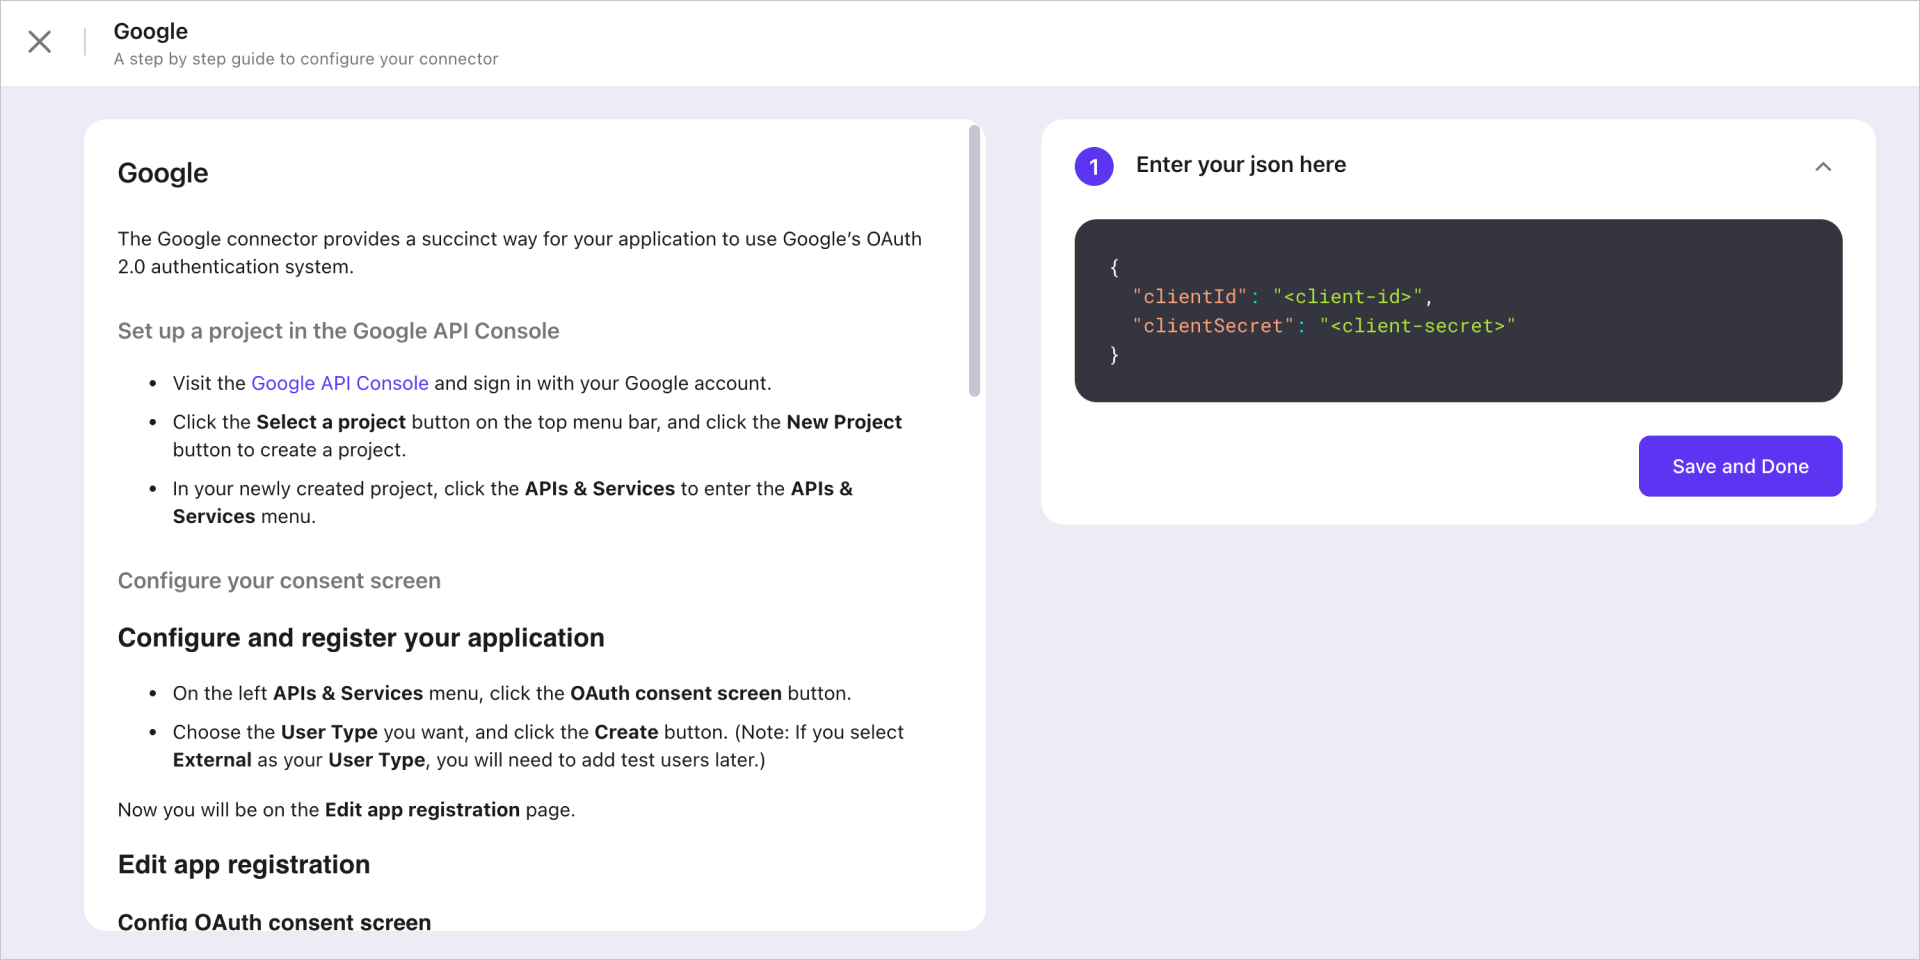 Google
A step by step guide to configure your connector
Google
The Google connector provides a succinct way for your application to use Google’s OAuth
2.0 authentication system.
Set up a project in the Google API Console
• Visit the Google API Console and sign in with your Google account.
• Click the Select a project button on the top menu bar, and click the New Project
button to create a project.
• In your newly created project, click the APIs & Services to enter the APIs &
Services menu.
Configure your consent screen
Configure and register your application
• On the left APIs & Services menu, click the OAuth consent screen button.
• Choose the User Type you want, and click the Create button. (Note: If you select
External as your User Type, you will need to add test users later.)
Now you will be on the Edit app registration page.
Edit app registration
Config OAuth consent screen
1 Enter your json here
{
"clientId": "<client-id>",
"clientSecret": "<client-secret>"
}
Save and Done